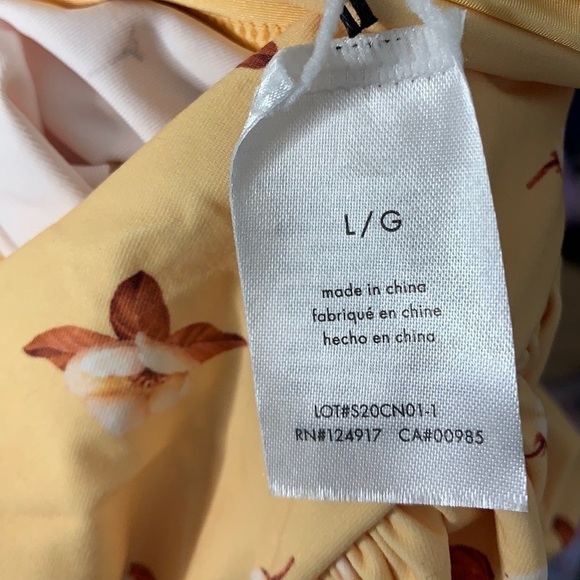 L/G
made in china
fabriqué en chine
hecho en china
LOT#S20CN01-1
RN#124917 CA#00985